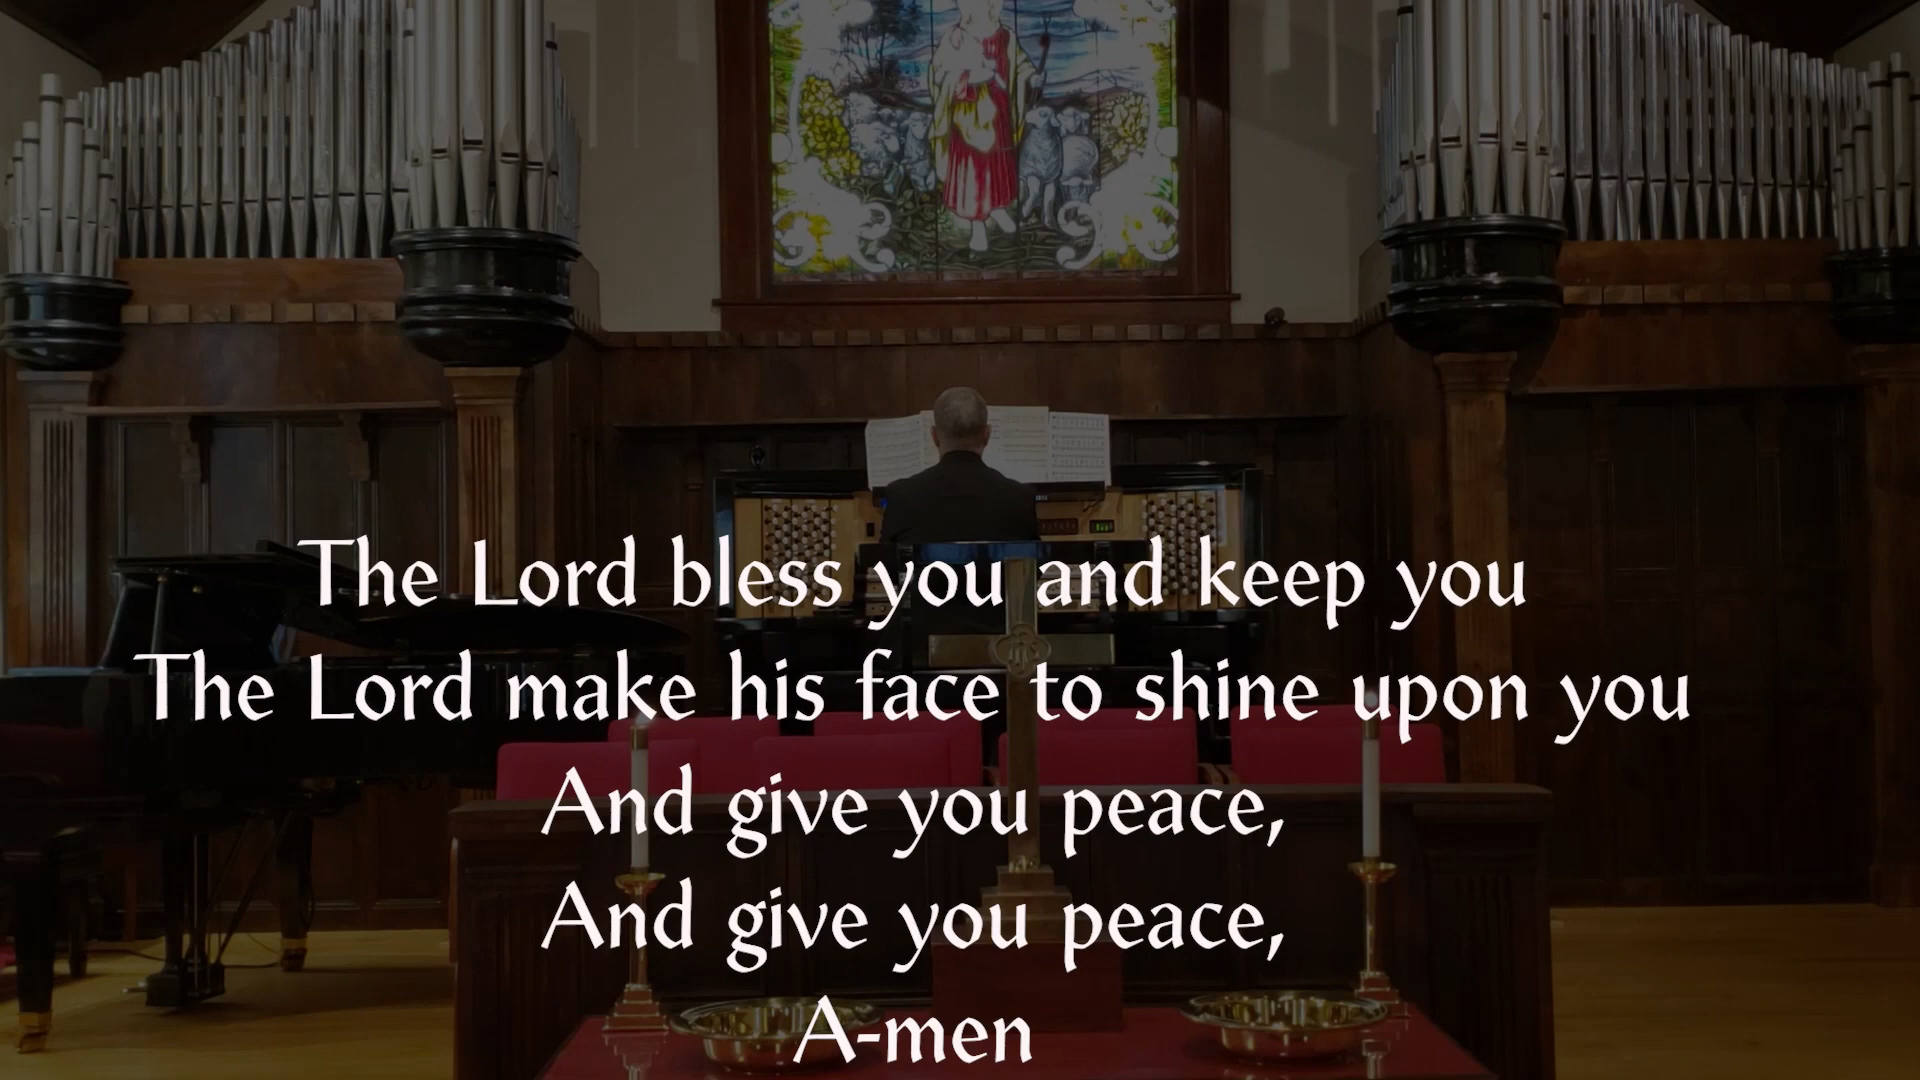 The Lord bless you and keep you
The Lord make his face to shine upon you
And give you peace,
And give you peace,
A-men